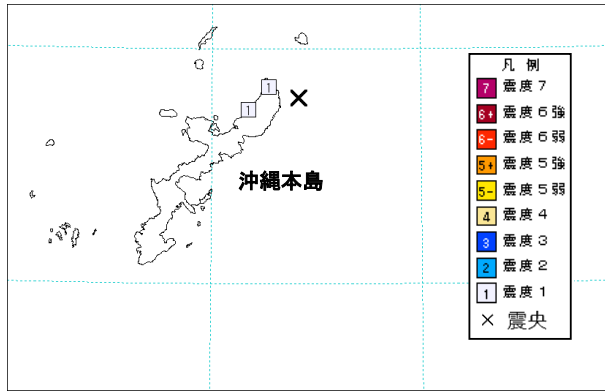 1
1
沖縄本島
凡例
7 震度7
6+ 震度6強
6- 震度6弱
5+ 震度5強
5- 震度5弱
4 震度4
3 震度3
2 震度2
1 震度1
× 震央